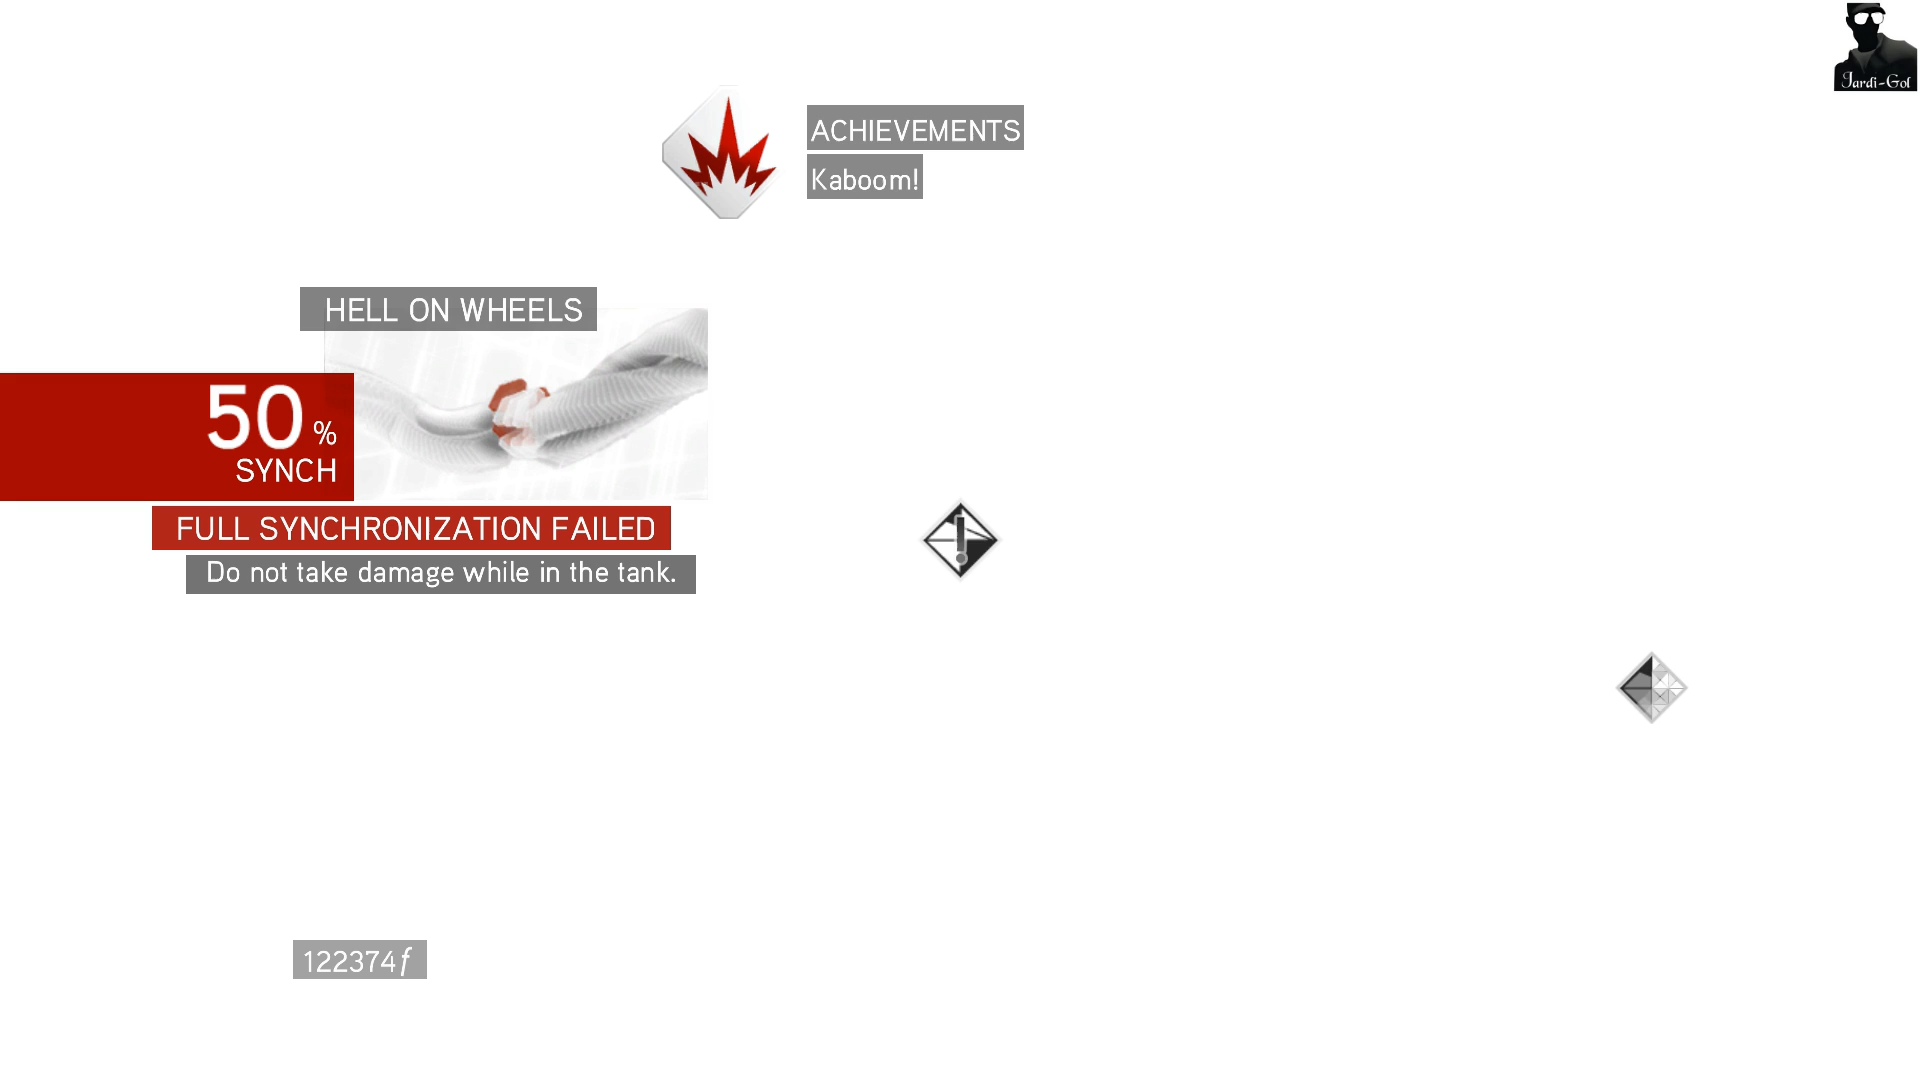 Jardi-Gol
ACHIEVEMENTS
Kaboom!
HELL ON WHEELS
50 %
SYNCH
FULL SYNCHRONIZATION FAILED
Do not take damage while in the tank.
122374ƒ